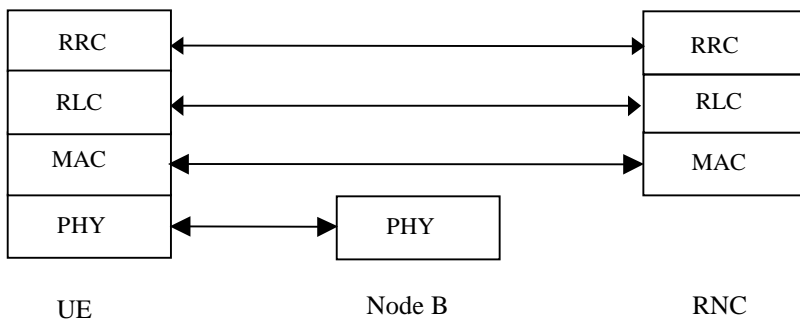 RRC RRC
RLC RLC
MAC MAC
PHY PHY
UE Node B RNC